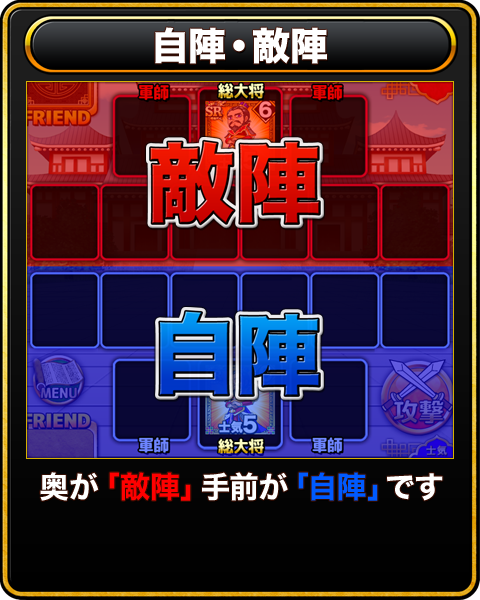 自陣・敵陣
軍師 総大将 軍師
FRIEND
SR 6
敵陣
自陣
MENU
攻撃
FRIEND
士気5
士気
軍師 総大将 軍師
奥が「敵陣」手前が「自陣」です